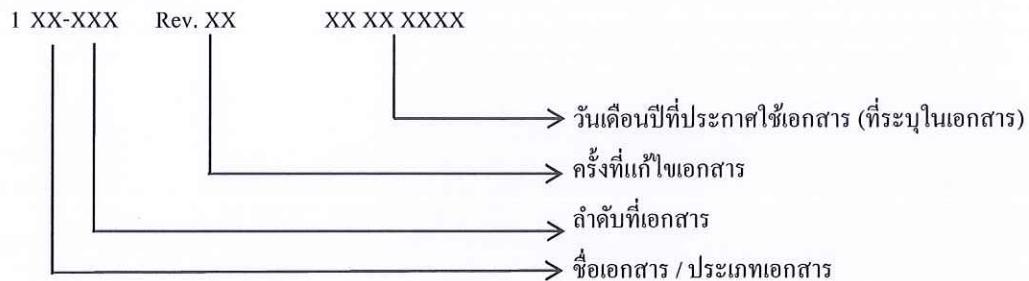 1 XX-XXX Rev. XX XX XX XXXX
วันเดือนปีที่ประกาศใช้เอกสาร (ที่ระบุในเอกสาร)
ครั้งที่แก้ไขเอกสาร
ลำดับที่เอกสาร
ชื่อเอกสาร / ประเภทเอกสาร